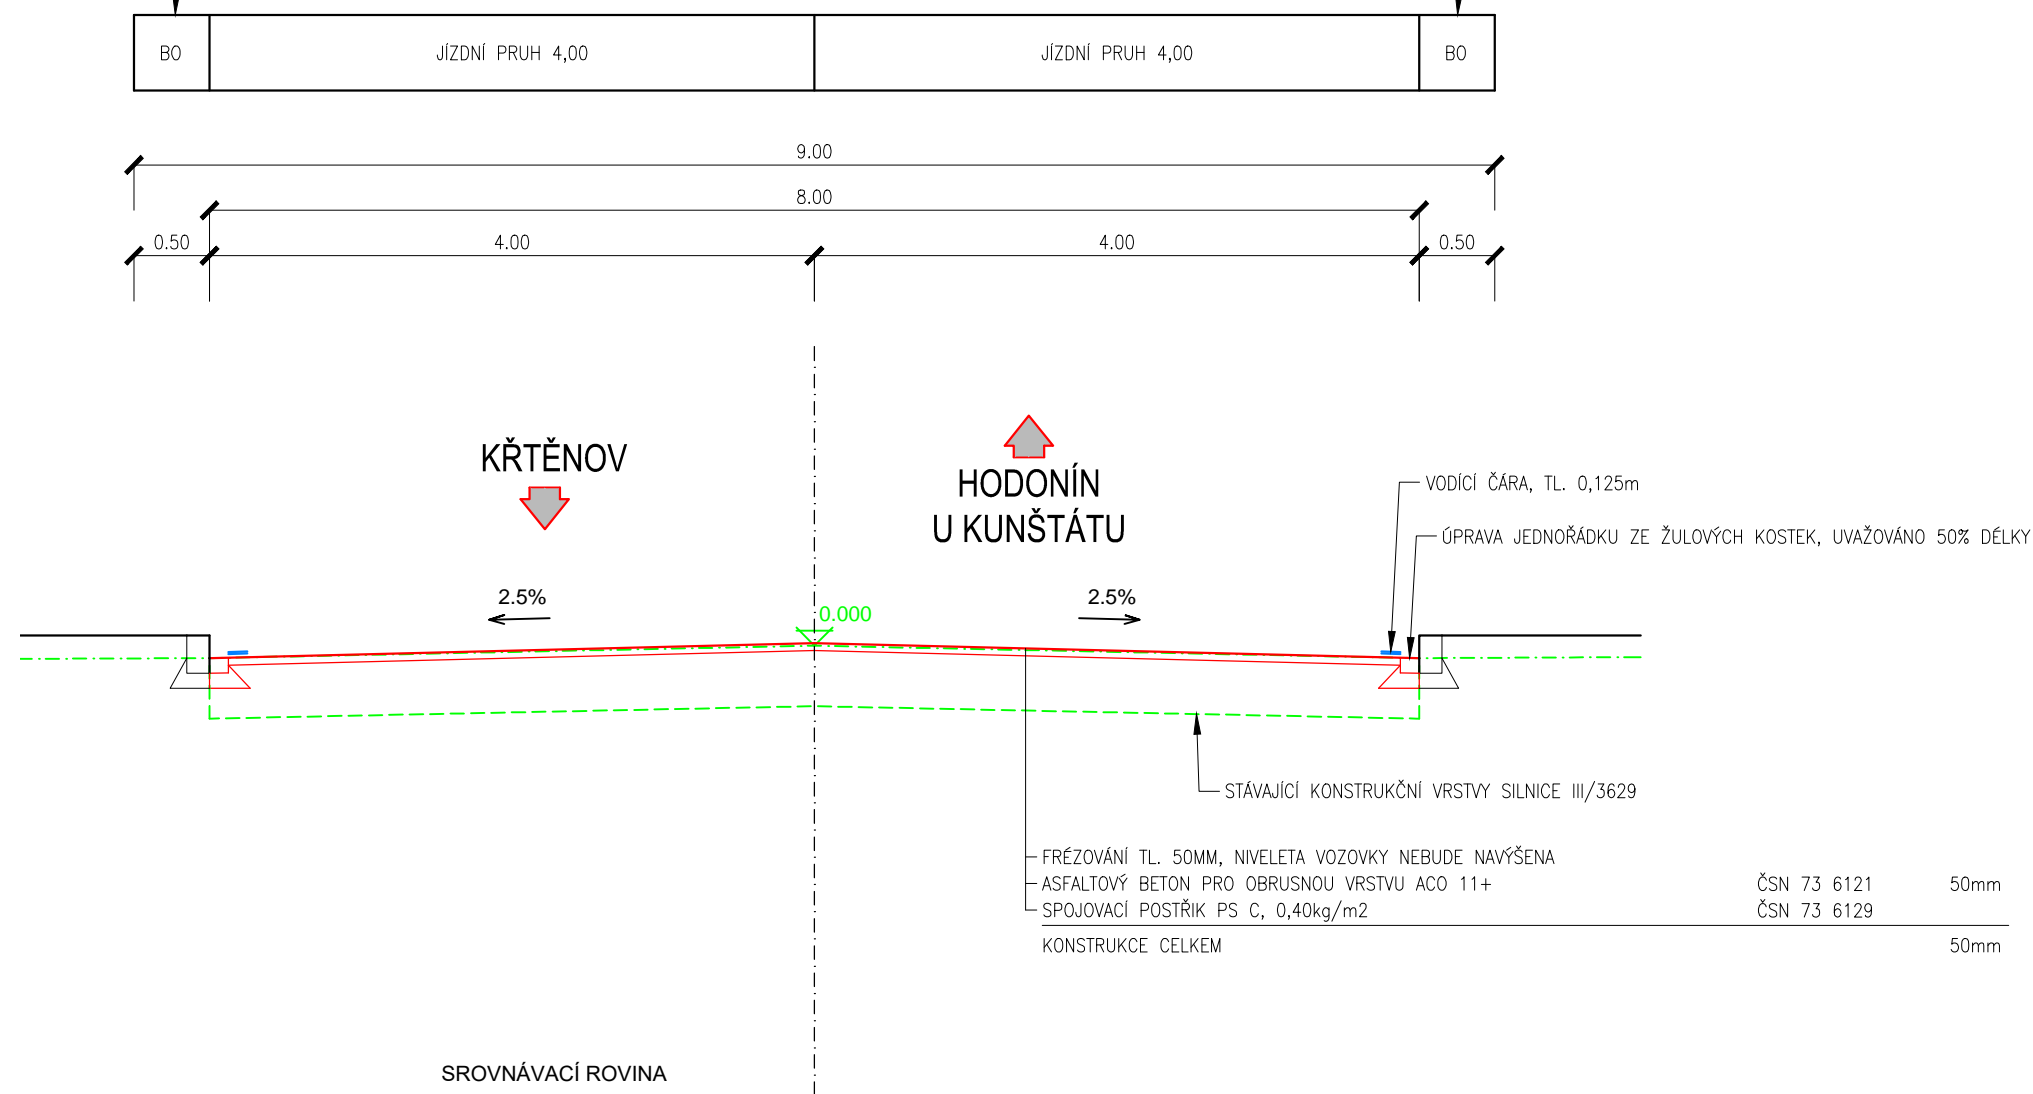 BO
JÍZDNÍ PRUH 4,00
JÍZDNÍ PRUH 4,00
BO
9.00
8.00
0.50
4.00
4.00
0.50
KŘTĚNOV
HODONÍN
U KUNŠTÁTU
VODÍCÍ ČÁRA, TL. 0,125m
ÚPRAVA JEDNOŘÁDKU ZE ŽULOVÝCH KOSTEK, UVAŽOVÁNO 50% DÉLKY
2.5%
2.5%
0.000
STÁVAJÍCÍ KONSTRUKČNÍ VRSTVY SILNICE III/3629
FRÉZOVÁNÍ TL. 50MM, NIVELETA VOZOVKY NEBUDE NAVÝŠENA
ASFALTOVÝ BETON PRO OBRUSNOU VRSTVU ACO 11+ ČSN 73 6121 50mm
SPOJOVACÍ POSTŘIK PS C, 0,40kg/m2 ČSN 73 6129
KONSTRUKCE CELKEM 50mm
SROVNÁVACÍ ROVINA